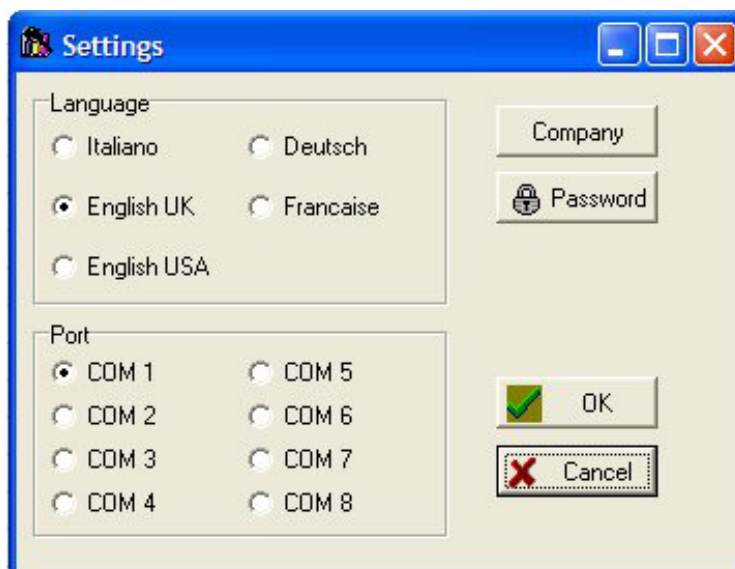 Settings
Language
Italiano
Deutsch
English UK
Francaise
English USA
Company
Password
Port
COM 1
COM 5
COM 2
COM 6
COM 3
COM 7
COM 4
COM 8
OK
Cancel